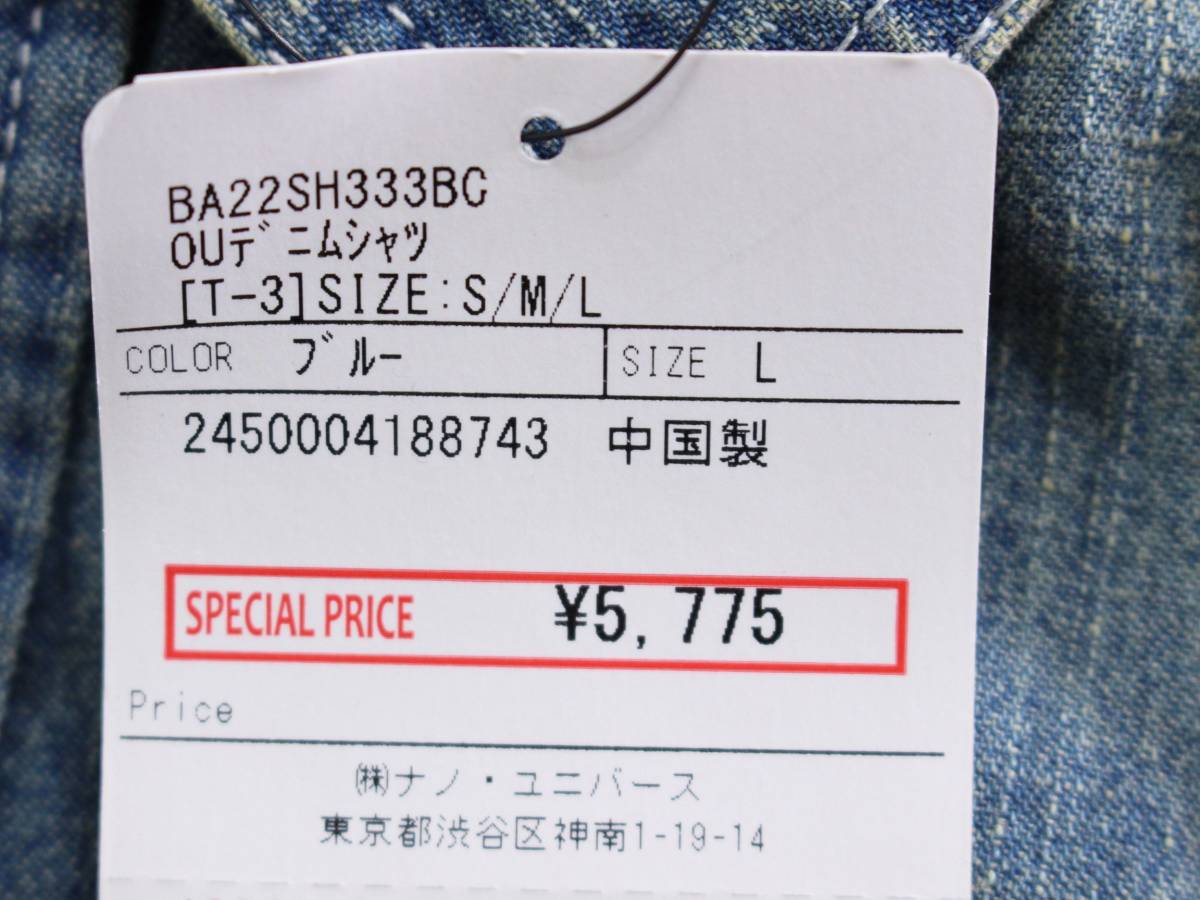 BA22SH333BG
OUデニムシャツ
[T-3]SIZE:S/M/L
COLOR ブルー SIZE L
2450004188743 中国製
SPECIAL PRICE ¥5,775
Price
㈱ナノ・ユニバース
東京都渋谷区神南1-19-14